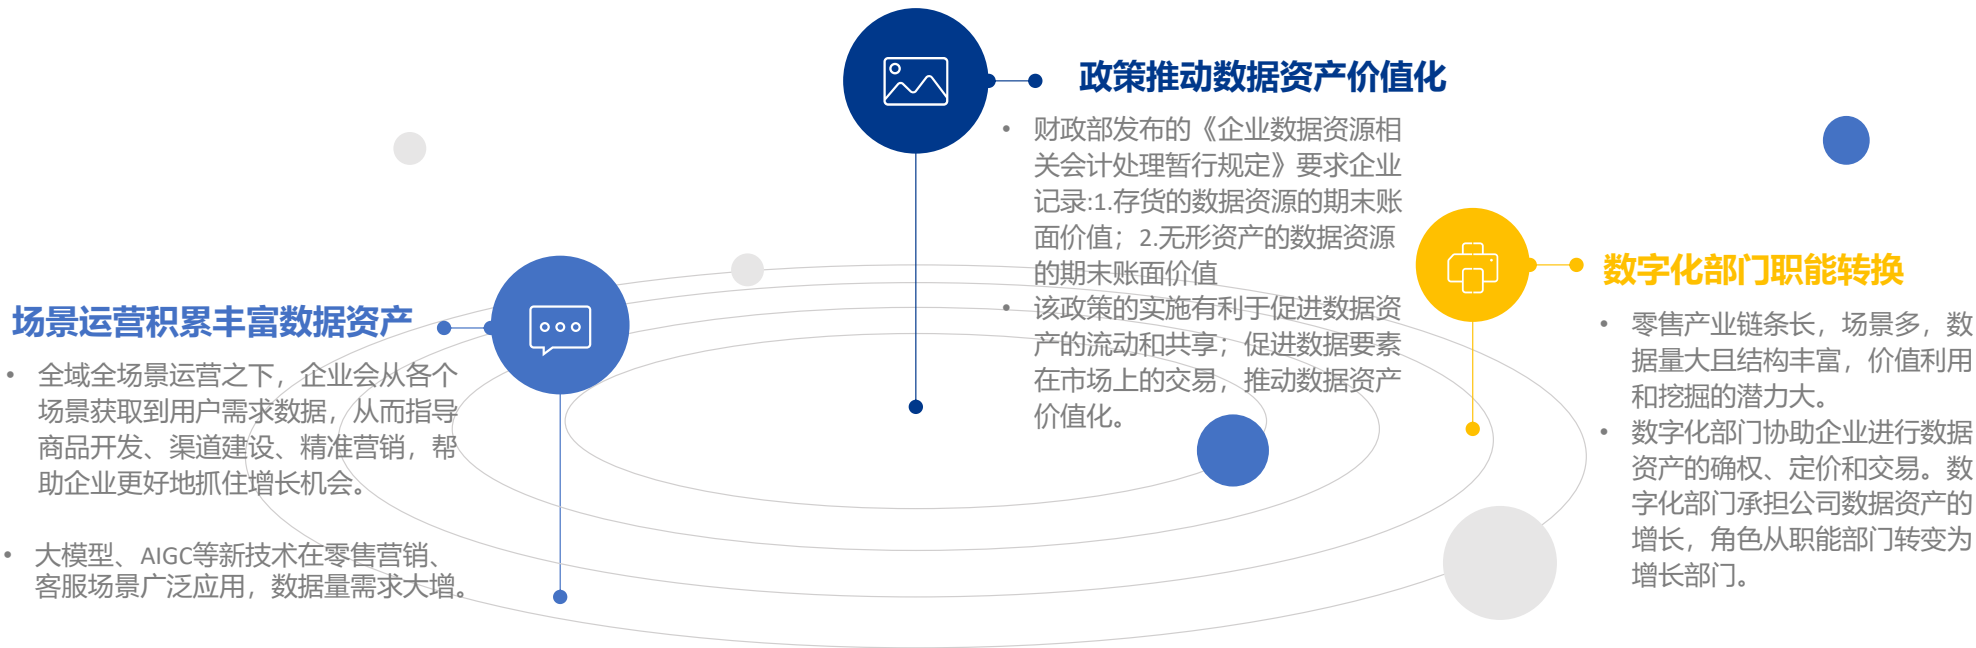 场景运营积累丰富数据资产
• 全域全场景运营之下，企业会从各个
场景获取到用户需求数据，从而指导
商品开发、渠道建设、精准营销，帮
助企业更好地抓住增长机会。
• 大模型、AIGC等新技术在零售营销、
客服场景广泛应用，数据量需求大增。
政策推动数据资产价值化
• 财政部发布的《企业数据资源相
关会计处理暂行规定》要求企业
记录:1.存货的数据资源的期末账
面价值；2.无形资产的数据资源
的期末账面价值
• 该政策的实施有利于促进数据资
产的流动和共享；促进数据要素
在市场上的交易，推动数据资产
价值化。
数字化部门职能转换
• 零售产业链条长，场景多，数
据量大且结构丰富，价值利用
和挖掘的潜力大。
• 数字化部门协助企业进行数据
资产的确权、定价和交易。数
字化部门承担公司数据资产的
增长，角色从职能部门转变为
增长部门。